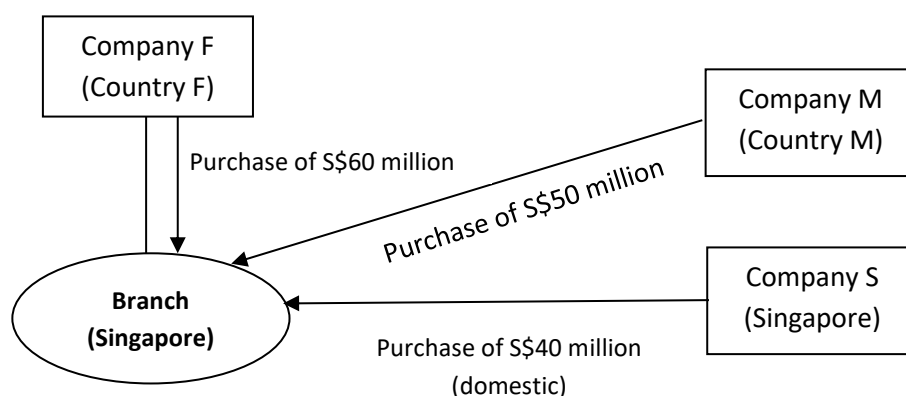 Company F
(Country F)
Company M
(Country M)
Purchase of S$60 million
Purchase of S$50 million
Branch
(Singapore)
Company S
(Singapore)
Purchase of S$40 million
(domestic)